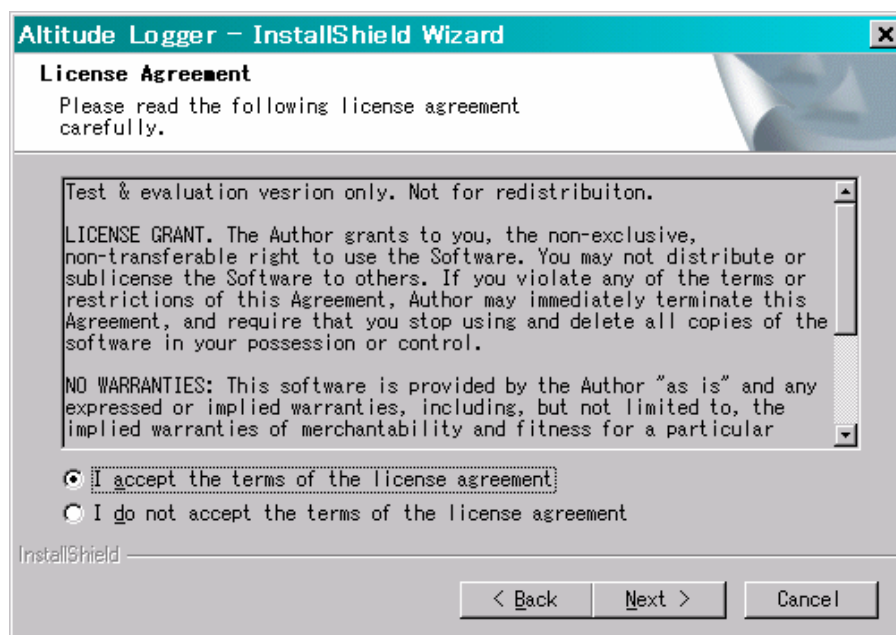 Altitude Logger - InstallShield Wizard
License Agreement
Please read the following license agreement
carefully.
Test & evaluation vesrion only. Not for redistribuiton.
LICENSE GRANT. The Author grants to you, the non-exclusive,
non-transferable right to use the Software. You may not distribute or
sublicense the Software to others. If you violate any of the terms or
restrictions of this Agreement, Author may immediately terminate this
Agreement, and require that you stop using and delete all copies of the
software in your possession or control.
NO WARRANTIES: This software is provided by the Author "as is" and any
expressed or implied warranties, including, but not limited to, the
implied warranties of merchantability and fitness for a particular
I accept the terms of the license agreement
I do not accept the terms of the license agreement
InstallShield
< Back
Next >
Cancel